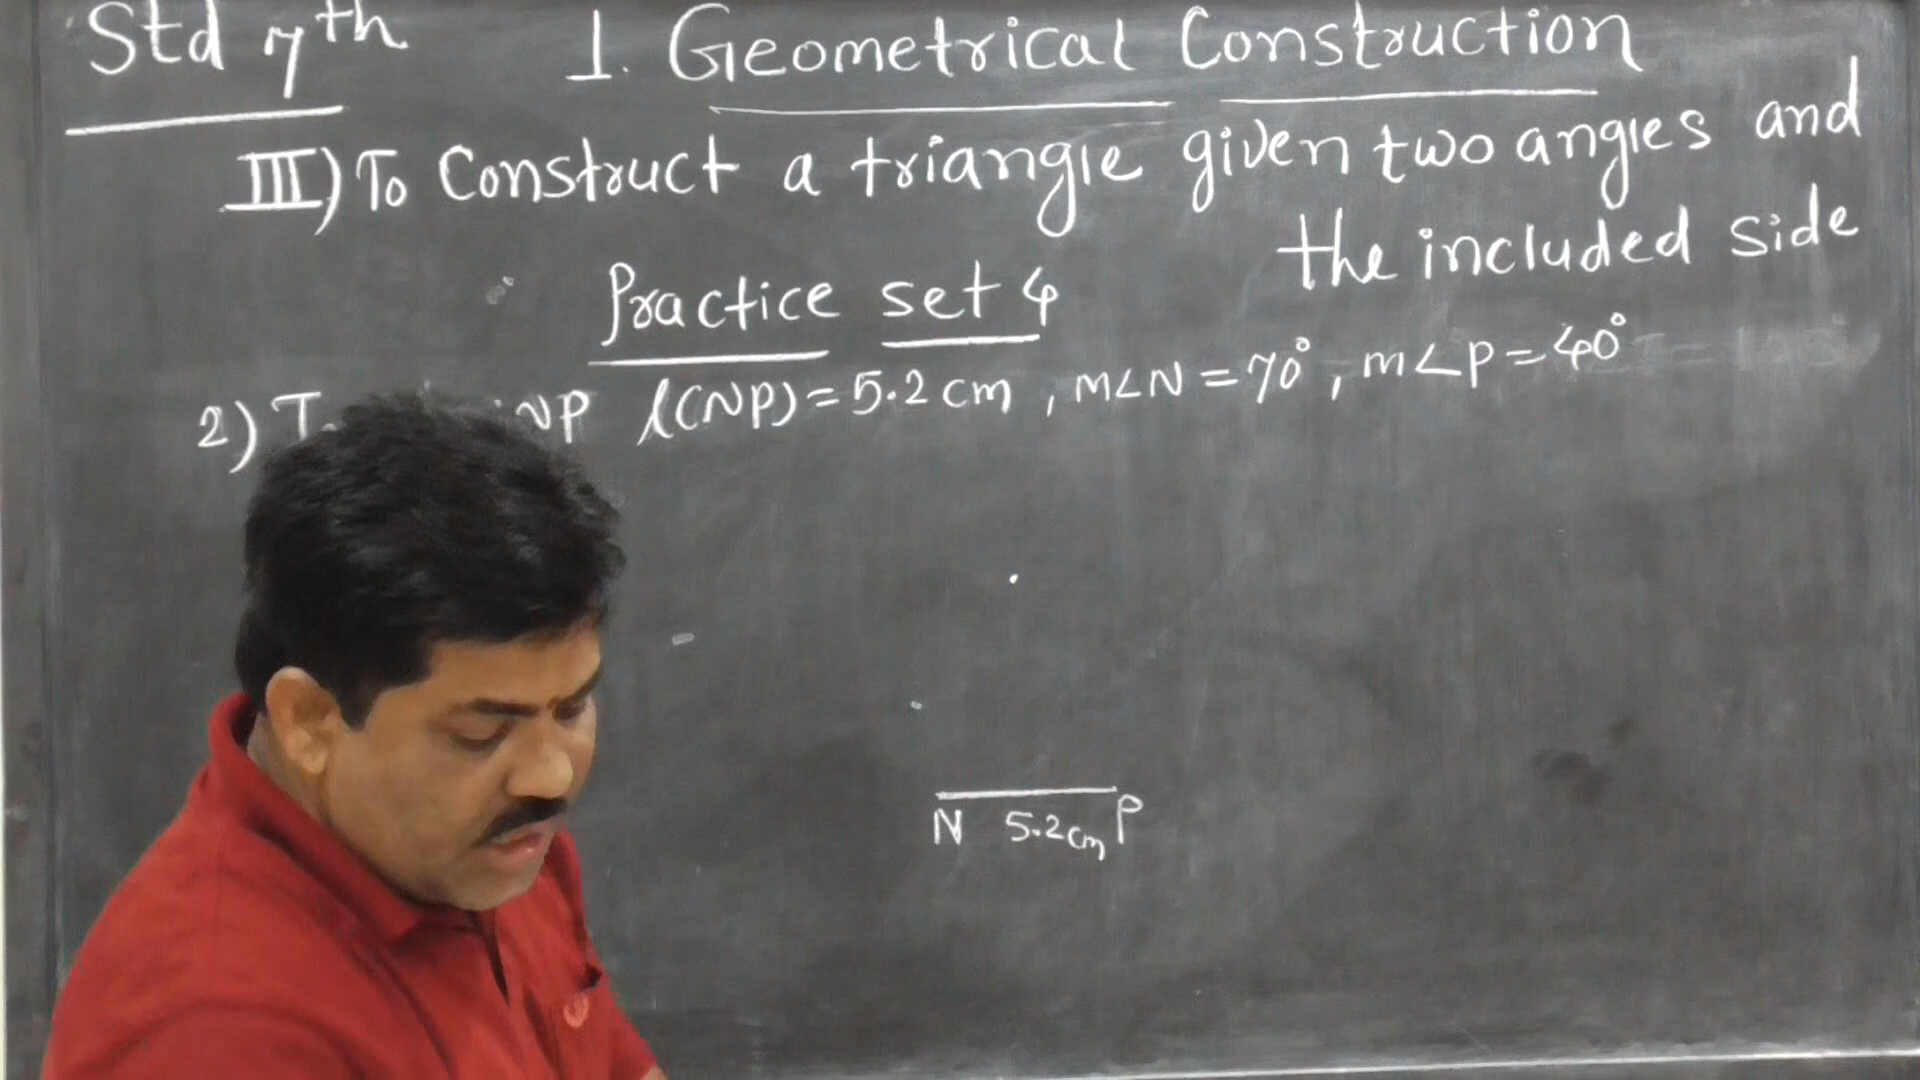 Std 7th 1. Geometrical Construction
III) To Construct a triangle given two angles and
the included side
Practice set 4
2) NP l(NP)=5.2 cm , m∠N = 70°, m∠P = 40°
N 5.2cm P